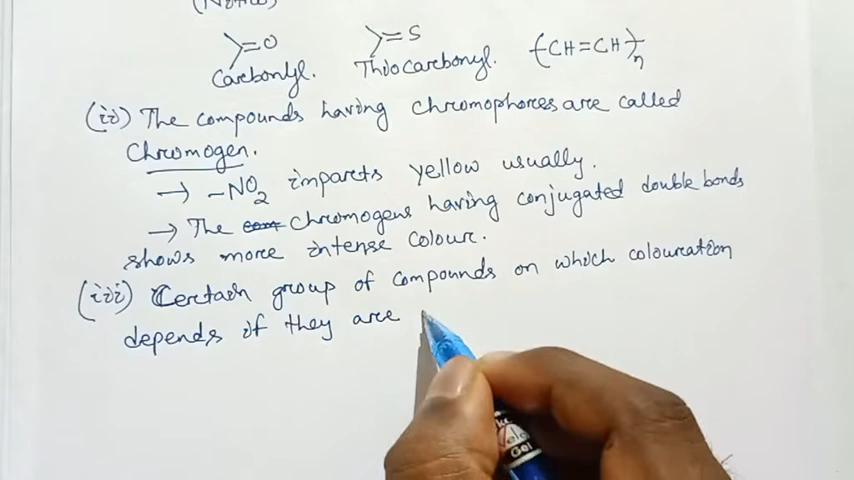 >=O >=S (CH=CH)n
Carbonyl. Thiocarbonyl.
(ii) The compounds having chromophores are called
Chromogen.
→ -NO2 imparts yellow usually.
→ The Chromogens having conjugated double bonds
shows more intense colour.
(iii) Certain group of compounds on which colouration
depends if they are
Gel